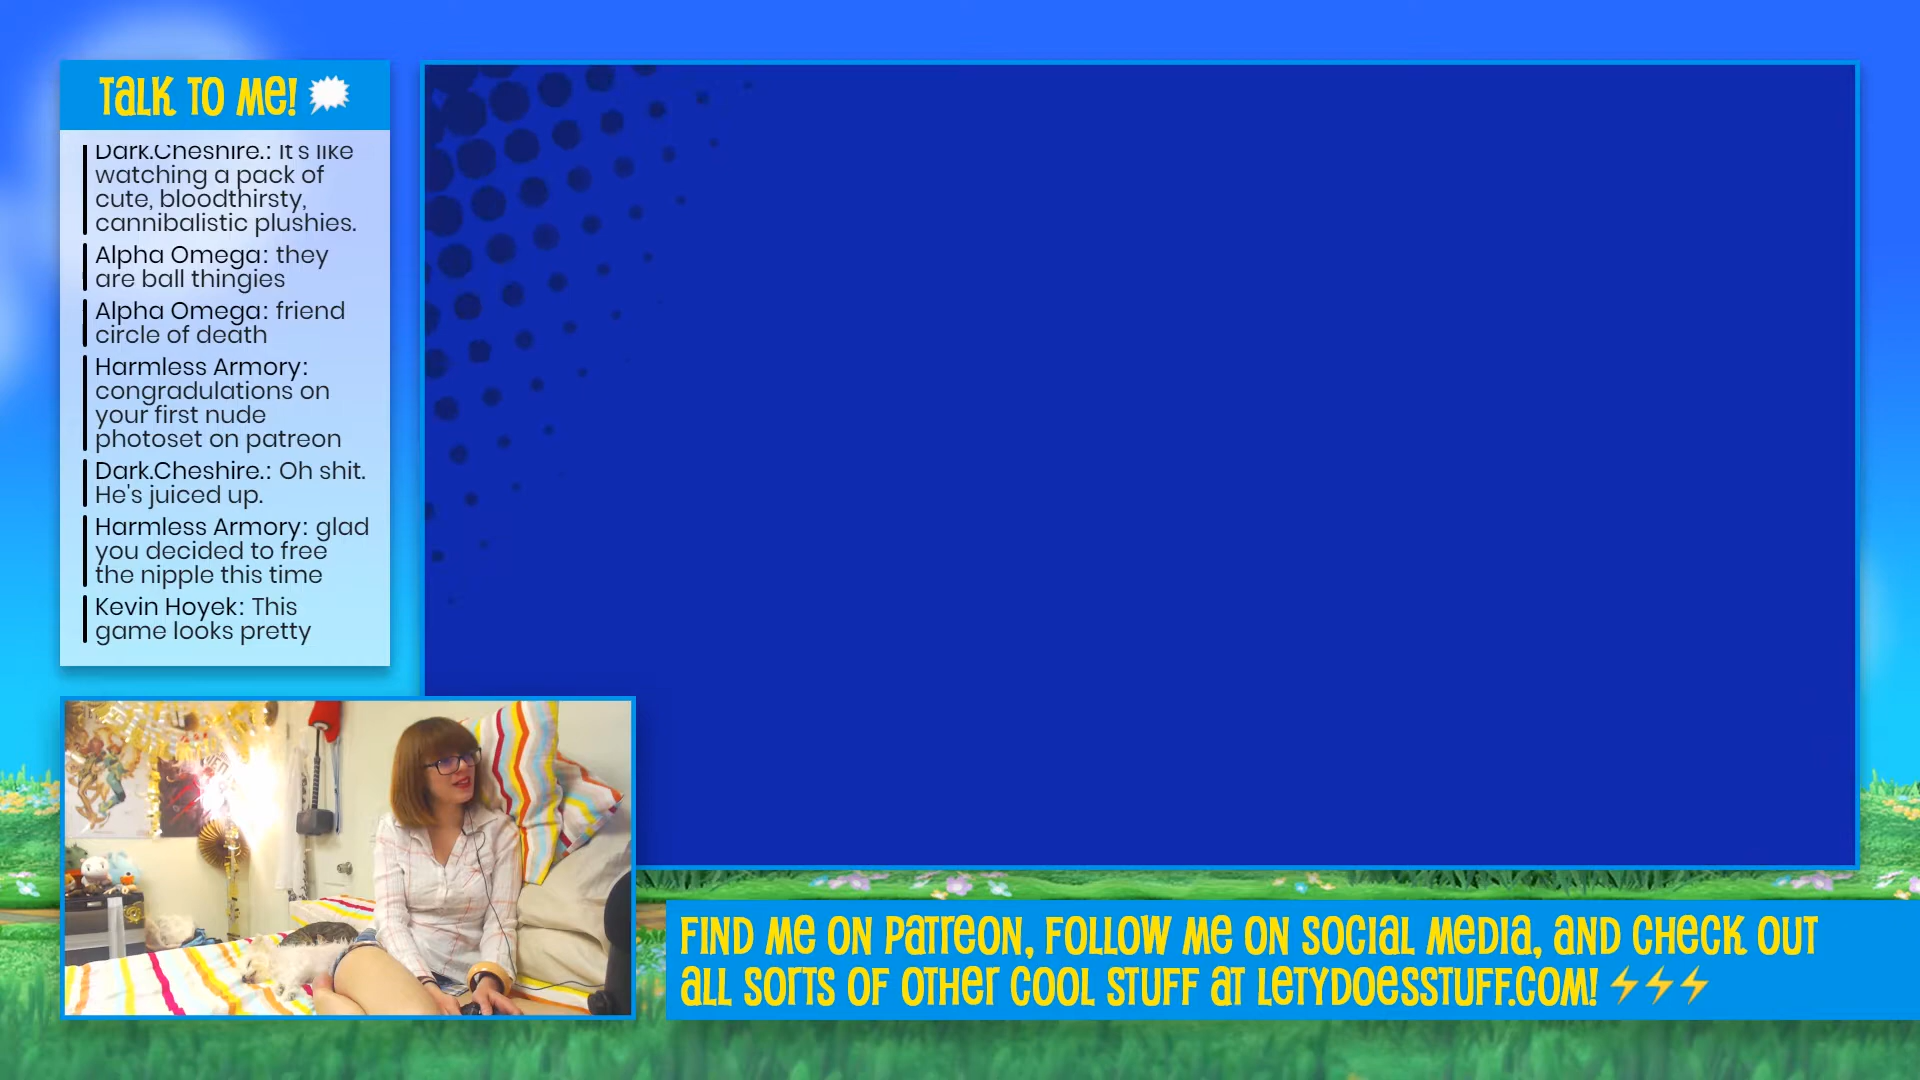 TALK TO ME!
Dark.Cheshire.: It's like
watching a pack of
cute, bloodthirsty,
cannibalistic plushies.
Alpha Omega: they
are ball thingies
Alpha Omega: friend
circle of death
Harmless Armory:
congradulations on
your first nude
photoset on patreon
Dark.Cheshire.: Oh shit.
He's juiced up.
Harmless Armory: glad
you decided to free
the nipple this time
Kevin Hoyek: This
game looks pretty
FIND ME ON PATREON, FOLLOW ME ON SOCIAL MEDIA, AND CHECK OUT
ALL SORTS OF OTHER COOL STUFF AT LETYDOESSTUFF.COM! ⚡⚡⚡